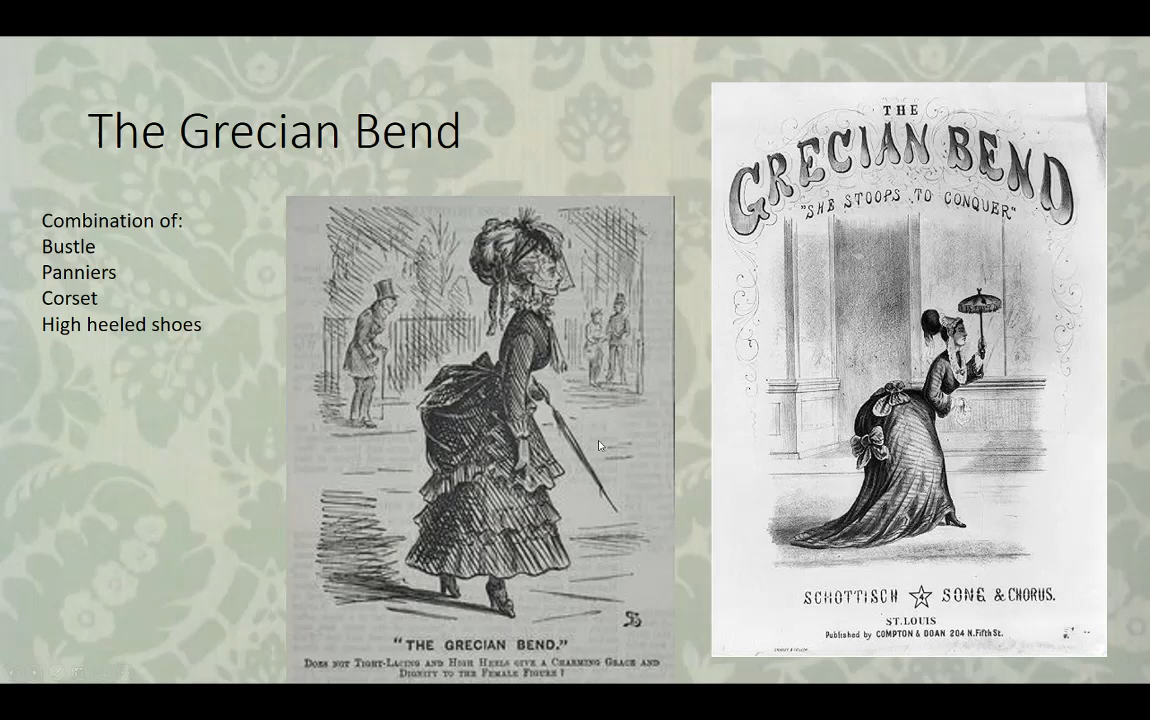 The Grecian Bend
Combination of:
Bustle
Panniers
Corset
High heeled shoes
"THE GRECIAN BEND."
DOES NOT TIGHT-LACING AND HIGH HEELS GIVE A CHARMING GRACE AND
DIGNITY TO THE FEMALE FIGURE?
THE
GRECIAN BEND
"SHE STOOPS TO CONQUER"
SCHOTTISCH SONG & CHORUS.
4
ST. LOUIS
Published by COMPTON & DOAN 204 N. Fifth St.